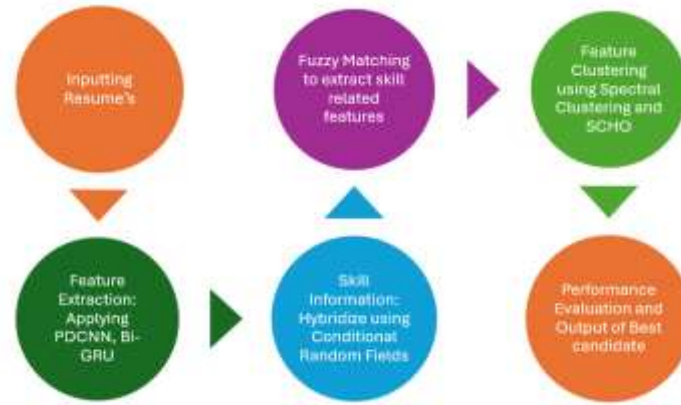 Inputting
Resume's
Feature
Extraction:
Applying
PDCNN, Bi-
GRU
Skill
Information:
Hybridize using
Conditional
Random Fields
Fuzzy Matching
to extract skill
related
features
Feature
Clustering
using Spectral
Clustering and
SCHO
Performance
Evaluation and
Output of Best
candidate